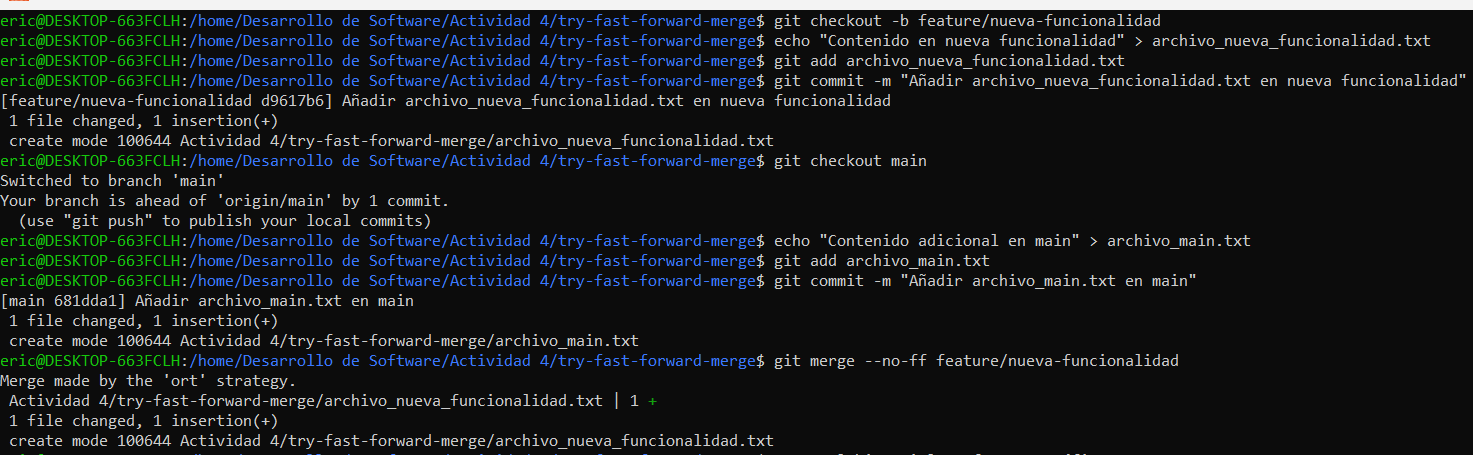 eric@DESKTOP-663FCLH:/home/Desarrollo de Software/Actividad 4/try-fast-forward-merge$ git checkout -b feature/nueva-funcionalidad
eric@DESKTOP-663FCLH:/home/Desarrollo de Software/Actividad 4/try-fast-forward-merge$ echo "Contenido en nueva funcionalidad" > archivo_nueva_funcionalidad.txt
eric@DESKTOP-663FCLH:/home/Desarrollo de Software/Actividad 4/try-fast-forward-merge$ git add archivo_nueva_funcionalidad.txt
eric@DESKTOP-663FCLH:/home/Desarrollo de Software/Actividad 4/try-fast-forward-merge$ git commit -m "Añadir archivo_nueva_funcionalidad.txt en nueva funcionalidad"
[feature/nueva-funcionalidad d9617b6] Añadir archivo_nueva_funcionalidad.txt en nueva funcionalidad
 1 file changed, 1 insertion(+)
 create mode 100644 Actividad 4/try-fast-forward-merge/archivo_nueva_funcionalidad.txt
eric@DESKTOP-663FCLH:/home/Desarrollo de Software/Actividad 4/try-fast-forward-merge$ git checkout main
Switched to branch 'main'
Your branch is ahead of 'origin/main' by 1 commit.
  (use "git push" to publish your local commits)
eric@DESKTOP-663FCLH:/home/Desarrollo de Software/Actividad 4/try-fast-forward-merge$ echo "Contenido adicional en main" > archivo_main.txt
eric@DESKTOP-663FCLH:/home/Desarrollo de Software/Actividad 4/try-fast-forward-merge$ git add archivo_main.txt
eric@DESKTOP-663FCLH:/home/Desarrollo de Software/Actividad 4/try-fast-forward-merge$ git commit -m "Añadir archivo_main.txt en main"
[main 681dda1] Añadir archivo_main.txt en main
 1 file changed, 1 insertion(+)
 create mode 100644 Actividad 4/try-fast-forward-merge/archivo_main.txt
eric@DESKTOP-663FCLH:/home/Desarrollo de Software/Actividad 4/try-fast-forward-merge$ git merge --no-ff feature/nueva-funcionalidad
Merge made by the 'ort' strategy.
 Actividad 4/try-fast-forward-merge/archivo_nueva_funcionalidad.txt | 1 +
 1 file changed, 1 insertion(+)
 create mode 100644 Actividad 4/try-fast-forward-merge/archivo_nueva_funcionalidad.txt